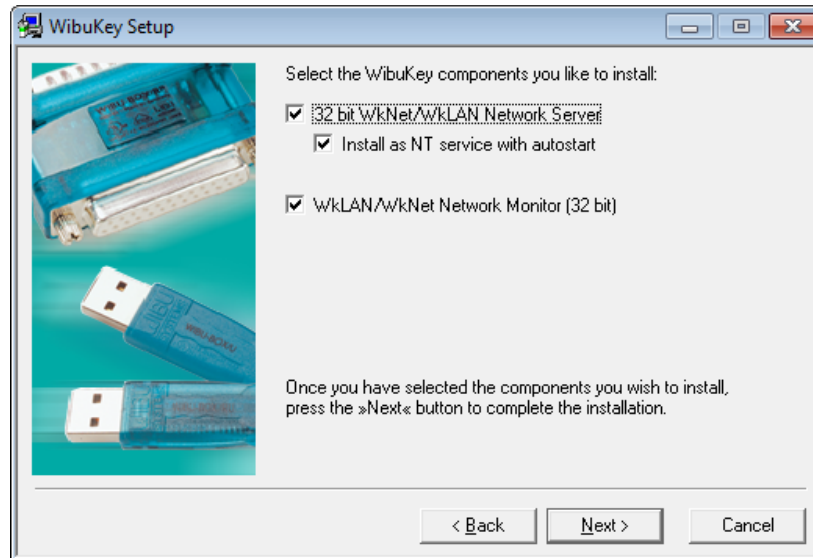 WibuKey Setup
Select the WibuKey components you like to install:
32 bit WkNet/WkLAN Network Server
Install as NT service with autostart
WkLAN/WkNet Network Monitor (32 bit)
Once you have selected the components you wish to install,
press the »Next« button to complete the installation.
< Back
Next >
Cancel